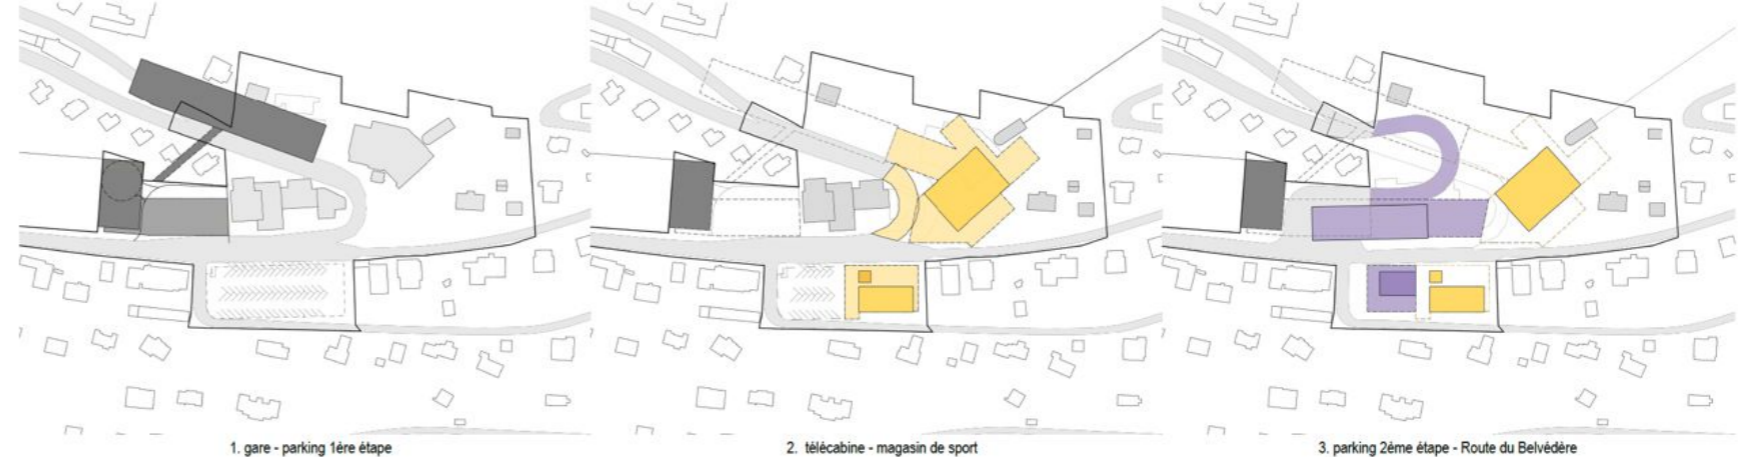 1. gare - parking 1ère étape
2. télécabine - magasin de sport
3. parking 2ème étape - Route du Belvédère